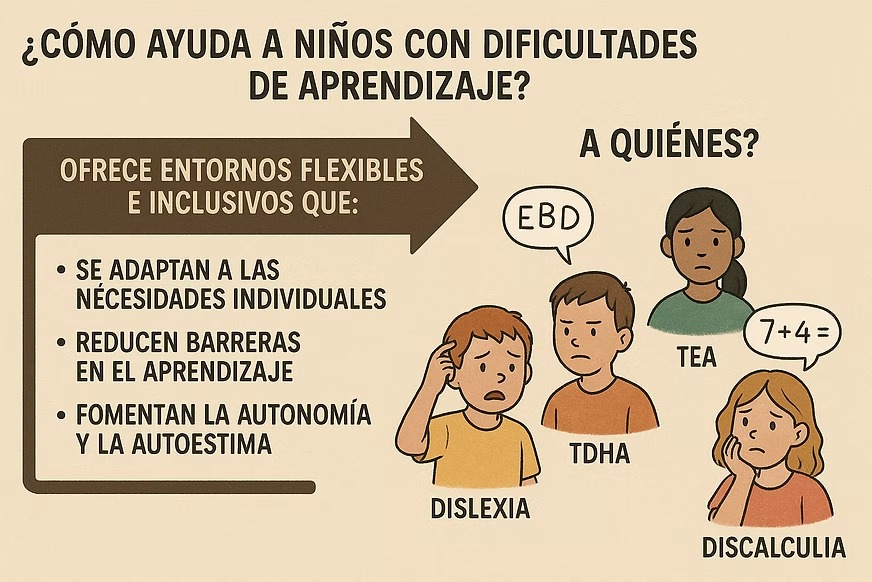 ¿CÓMO AYUDA A NIÑOS CON DIFICULTADES
DE APRENDIZAJE?
OFRECE ENTORNOS FLEXIBLES
E INCLUSIVOS QUE:
• SE ADAPTAN A LAS
NÉCESIDADES INDIVIDUALES
• REDUCEN BARRERAS
EN EL APRENDIZAJE
• FOMENTAN LA AUTONOMÍA
Y LA AUTOESTIMA
A QUIÉNES?
EBD
TEA
7+4=
TDHA
DISLEXIA
DISCALCULIA